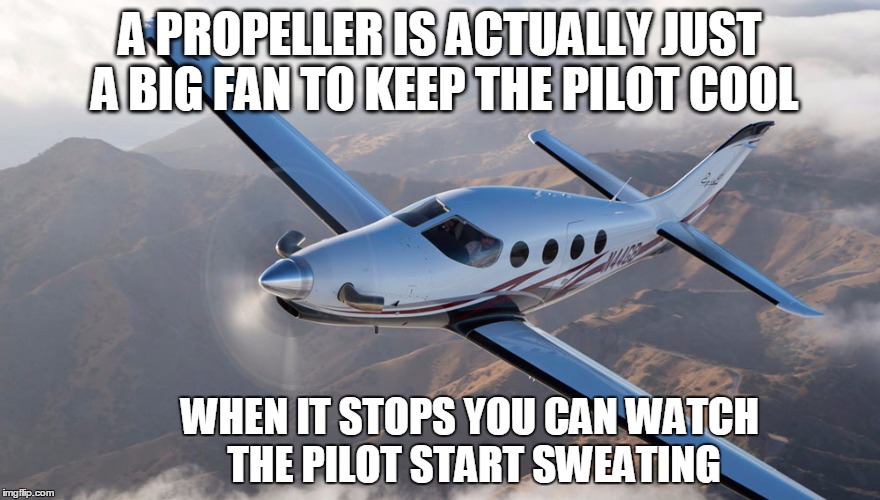 A PROPELLER IS ACTUALLY JUST
A BIG FAN TO KEEP THE PILOT COOL
WHEN IT STOPS YOU CAN WATCH
THE PILOT START SWEATING
imgflip.com